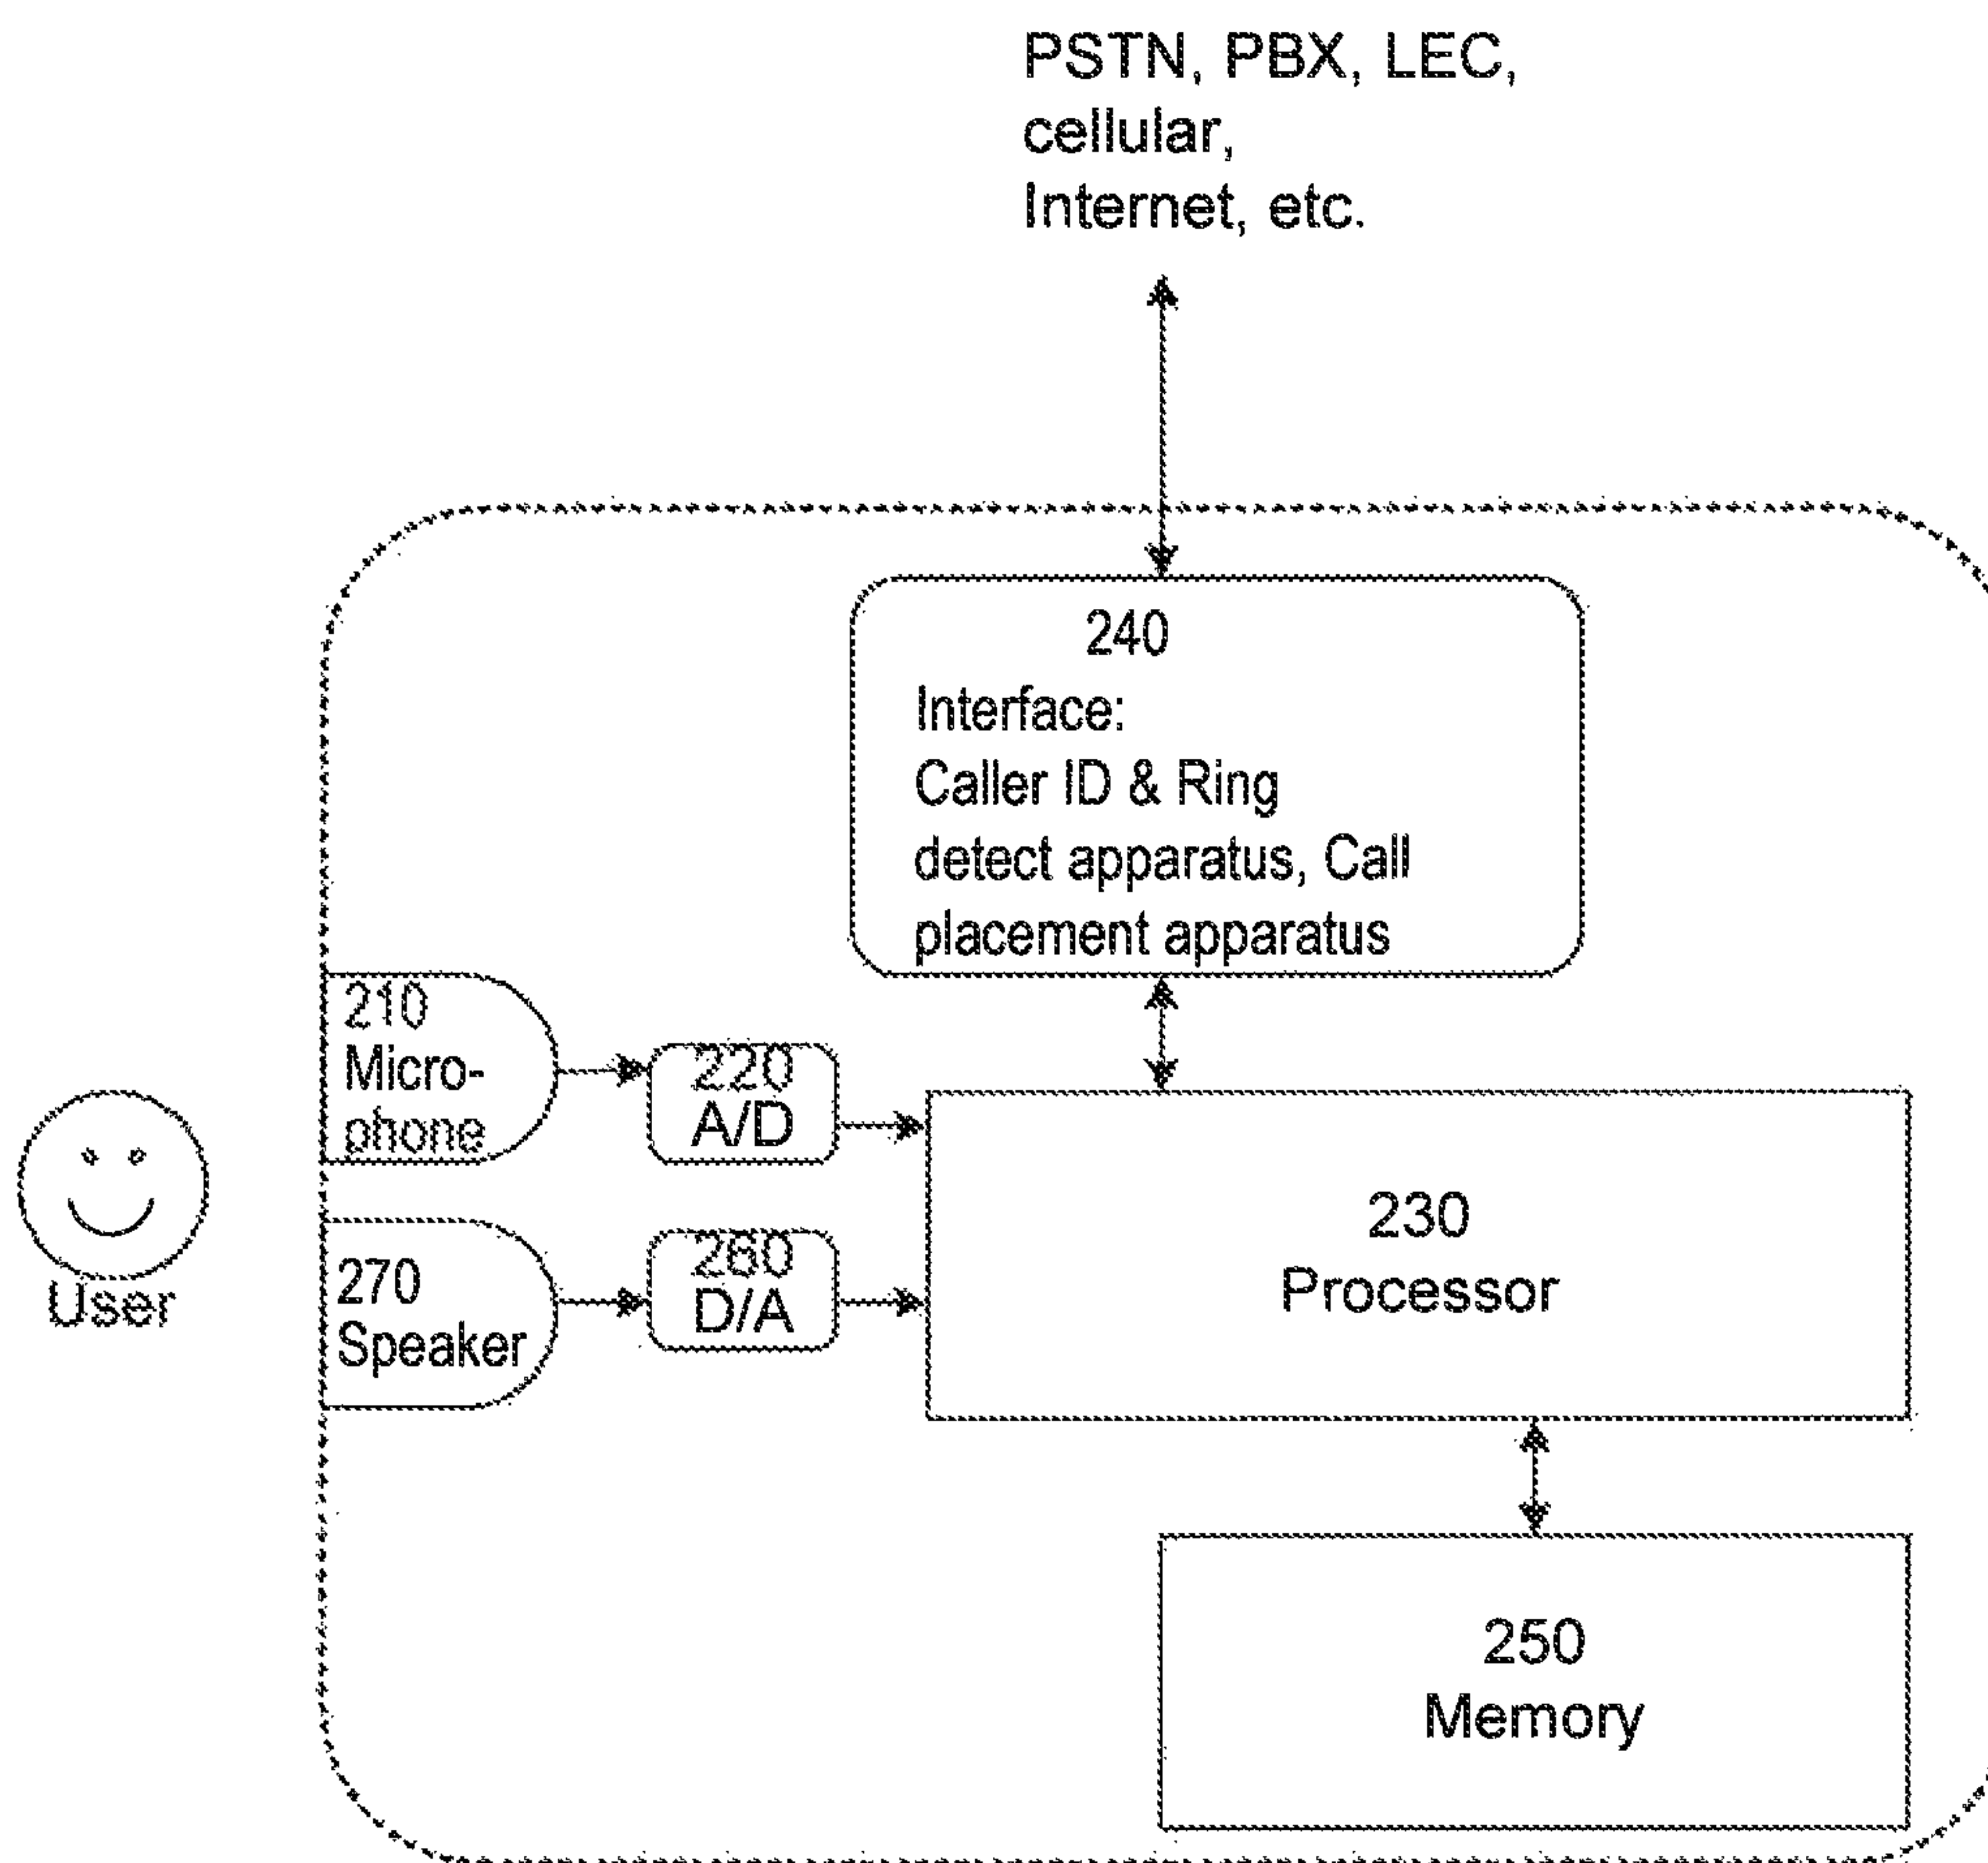 PSTN, PBX, LEC,
cellular,
Internet, etc.
240
Interface:
Caller ID & Ring
detect apparatus, Call
placement apparatus
210
Micro-
phone
220
A/D
230
Processor
User
270
Speaker
260
D/A
250
Memory